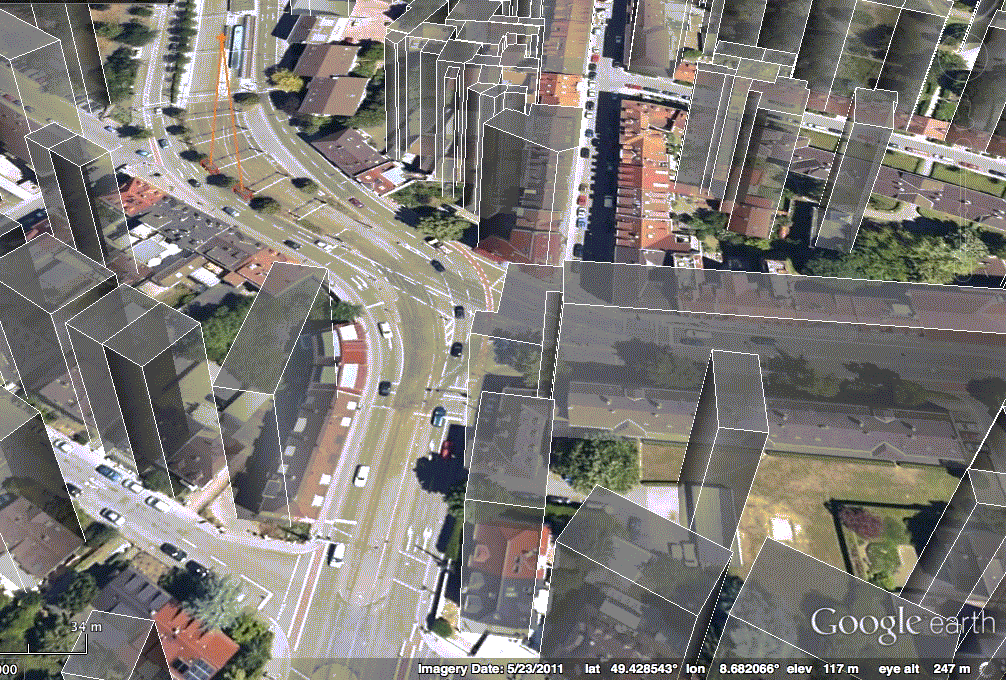 34 m
Google earth
000
Imagery Date: 5/23/2011 lat 49.428543° lon 8.682066° elev 117 m eye alt 247 m